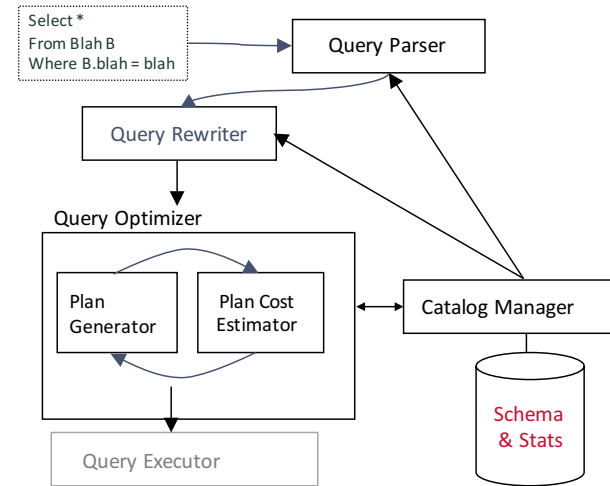 Select *
From Blah B
Where B.blah = blah
Query Parser
Query Rewriter
Query Optimizer
Plan
Generator
Plan Cost
Estimator
Catalog Manager
Schema
& Stats
Query Executor